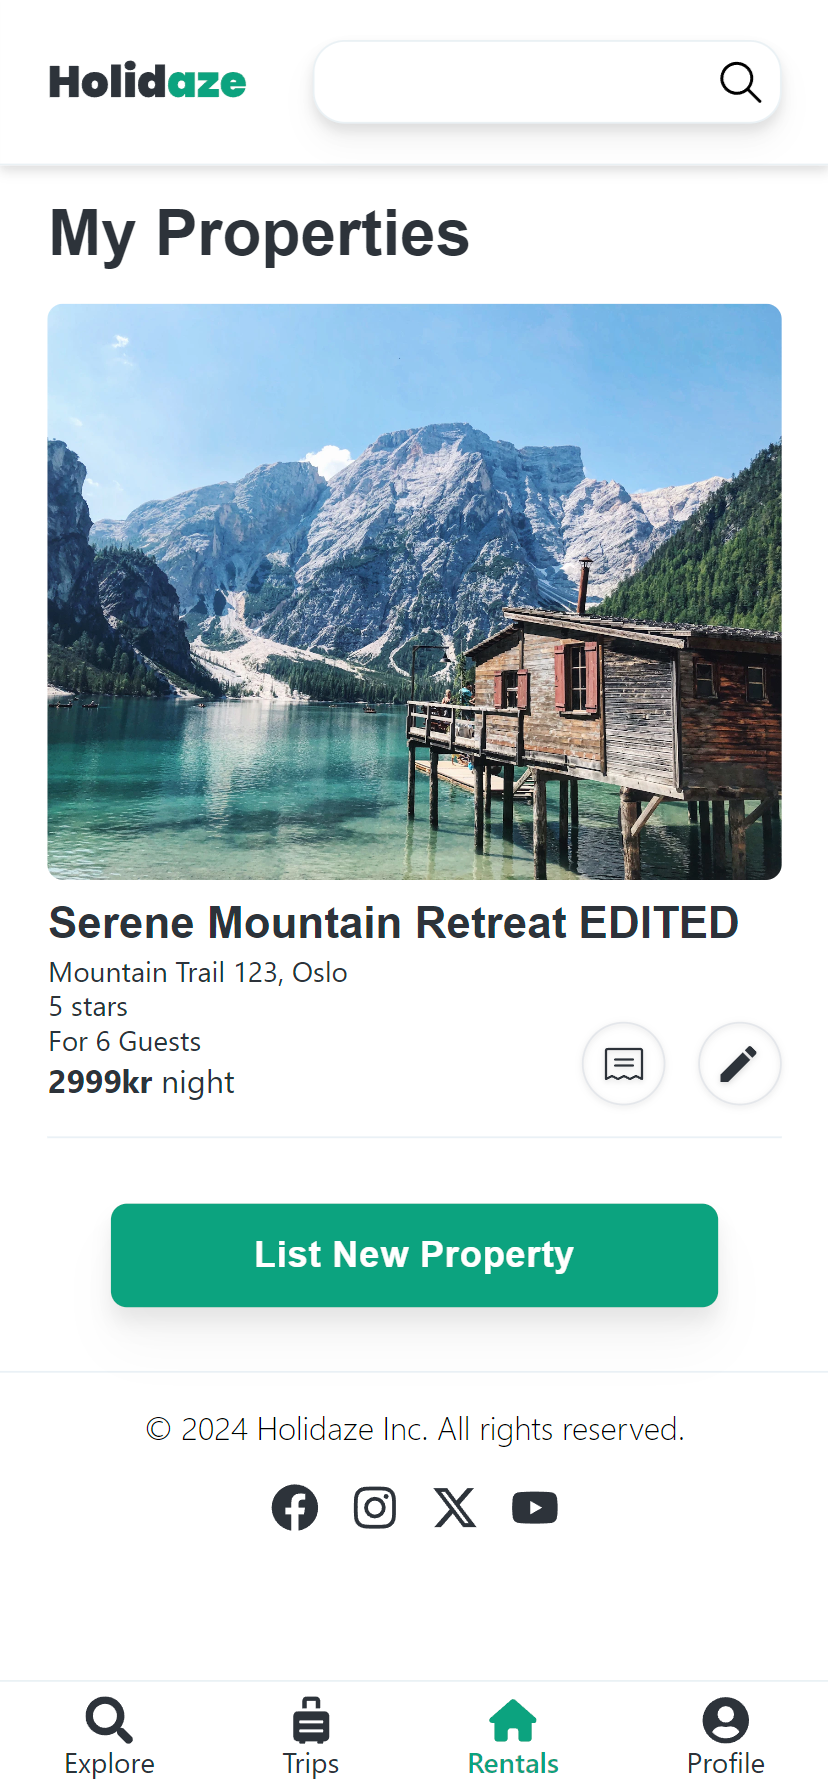 Holidaze
My Properties
Serene Mountain Retreat EDITED
Mountain Trail 123, Oslo
5 stars
For 6 Guests
2999kr night
List New Property
© 2024 Holidaze Inc. All rights reserved.
Explore
Trips
Rentals
Profile